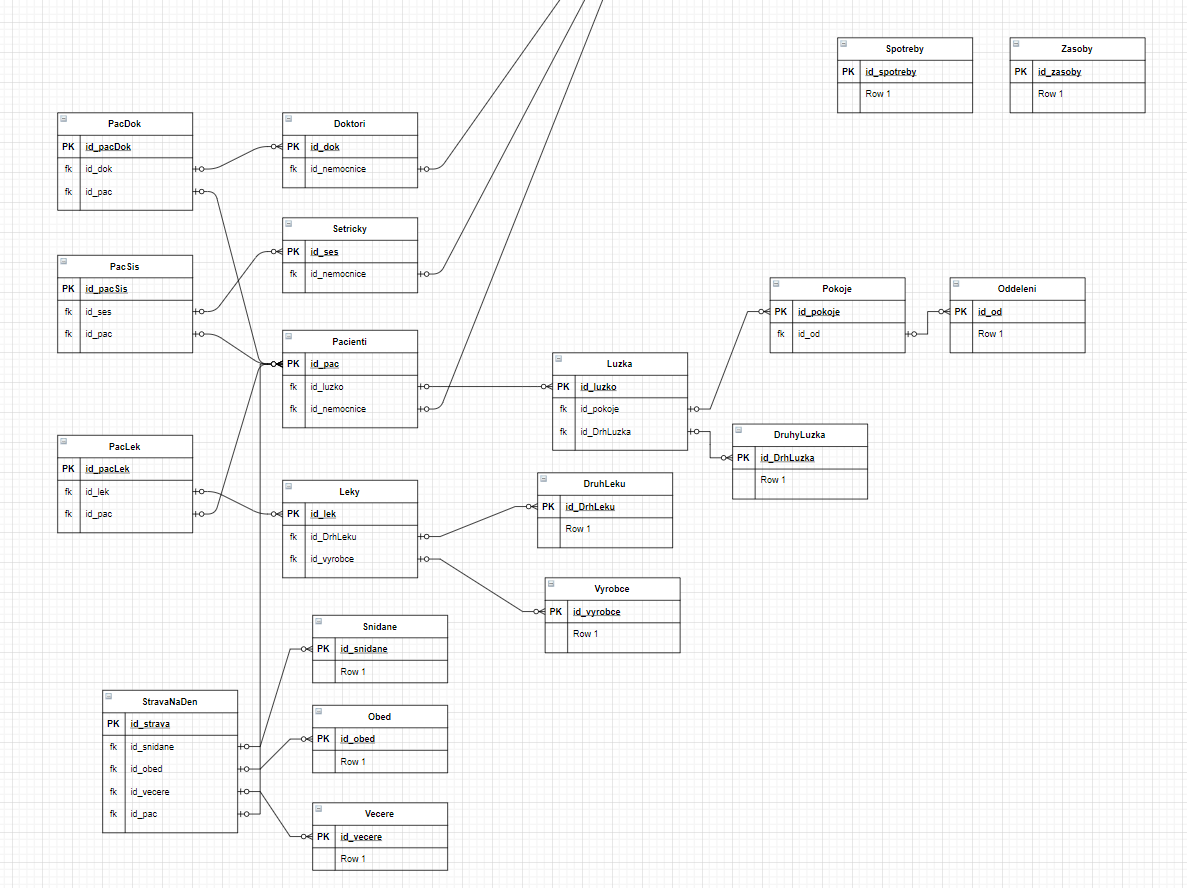 Spotreby
PK id_spotreby
Row 1
Zasoby
PK id_zasoby
Row 1
PacDok
PK id_pacDok
fk id_dok
fk id_pac
Doktori
PK id_dok
fk id_nemocnice
Setricky
PK id_ses
fk id_nemocnice
PacSis
PK id_pacSis
fk id_ses
fk id_pac
Pokoje
PK id_pokoje
fk id_od
Oddeleni
PK id_od
Row 1
Pacienti
PK id_pac
fk id_luzko
fk id_nemocnice
Luzka
PK id_luzko
fk id_pokoje
fk id_DrhLuzka
DruhyLuzka
PK id_DrhLuzka
Row 1
PacLek
PK id_pacLek
fk id_lek
fk id_pac
Leky
PK id_lek
fk id_DrhLeku
fk id_vyrobce
DruhLeku
PK id_DrhLeku
Row 1
Vyrobce
PK id_vyrobce
Row 1
Snidane
PK id_snidane
Row 1
StravaNaDen
PK id_strava
fk id_snidane
fk id_obed
fk id_vecere
fk id_pac
Obed
PK id_obed
Row 1
Vecere
PK id_vecere
Row 1